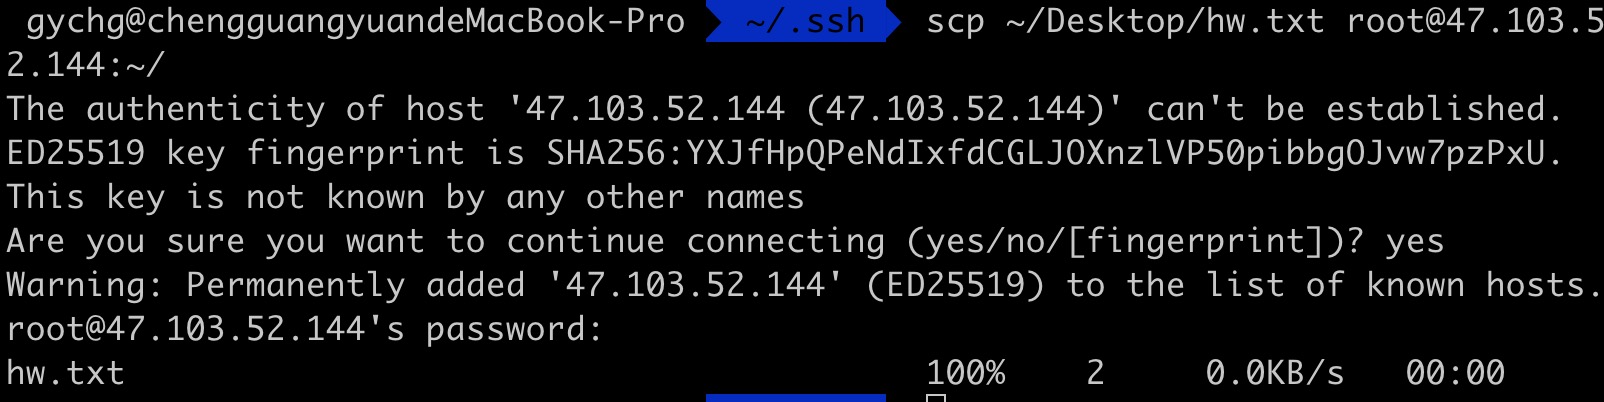 gychg@chengguangyuandeMacBook-Pro ~/.ssh scp ~/Desktop/hw.txt root@47.103.5
2.144:~/
The authenticity of host '47.103.52.144 (47.103.52.144)' can't be established.
ED25519 key fingerprint is SHA256:YXJfHpQPeNdIxfdCGLJOXnzlVP50pibbgOJvw7pzPxU.
This key is not known by any other names
Are you sure you want to continue connecting (yes/no/[fingerprint])? yes
Warning: Permanently added '47.103.52.144' (ED25519) to the list of known hosts.
root@47.103.52.144's password:
hw.txt 100% 2 0.0KB/s 00:00